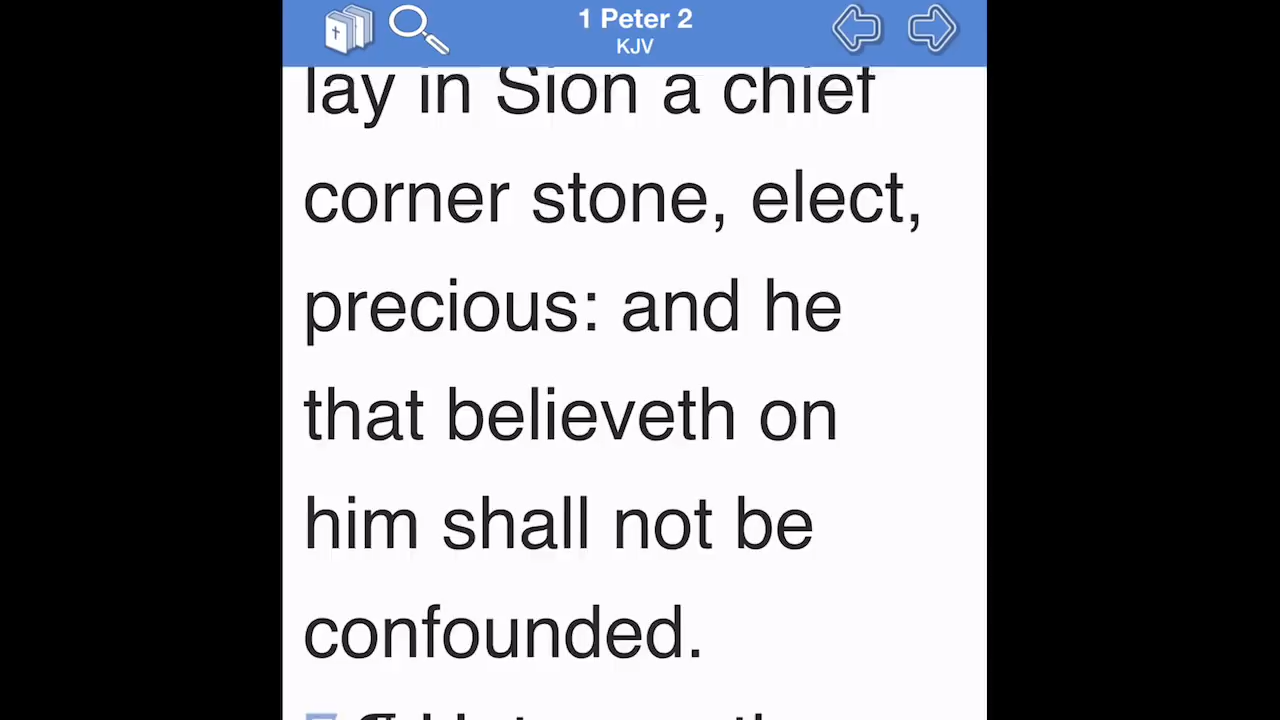 1 Peter 2
KJV
lay in Sion a chief
corner stone, elect,
precious: and he
that believeth on
him shall not be
confounded.